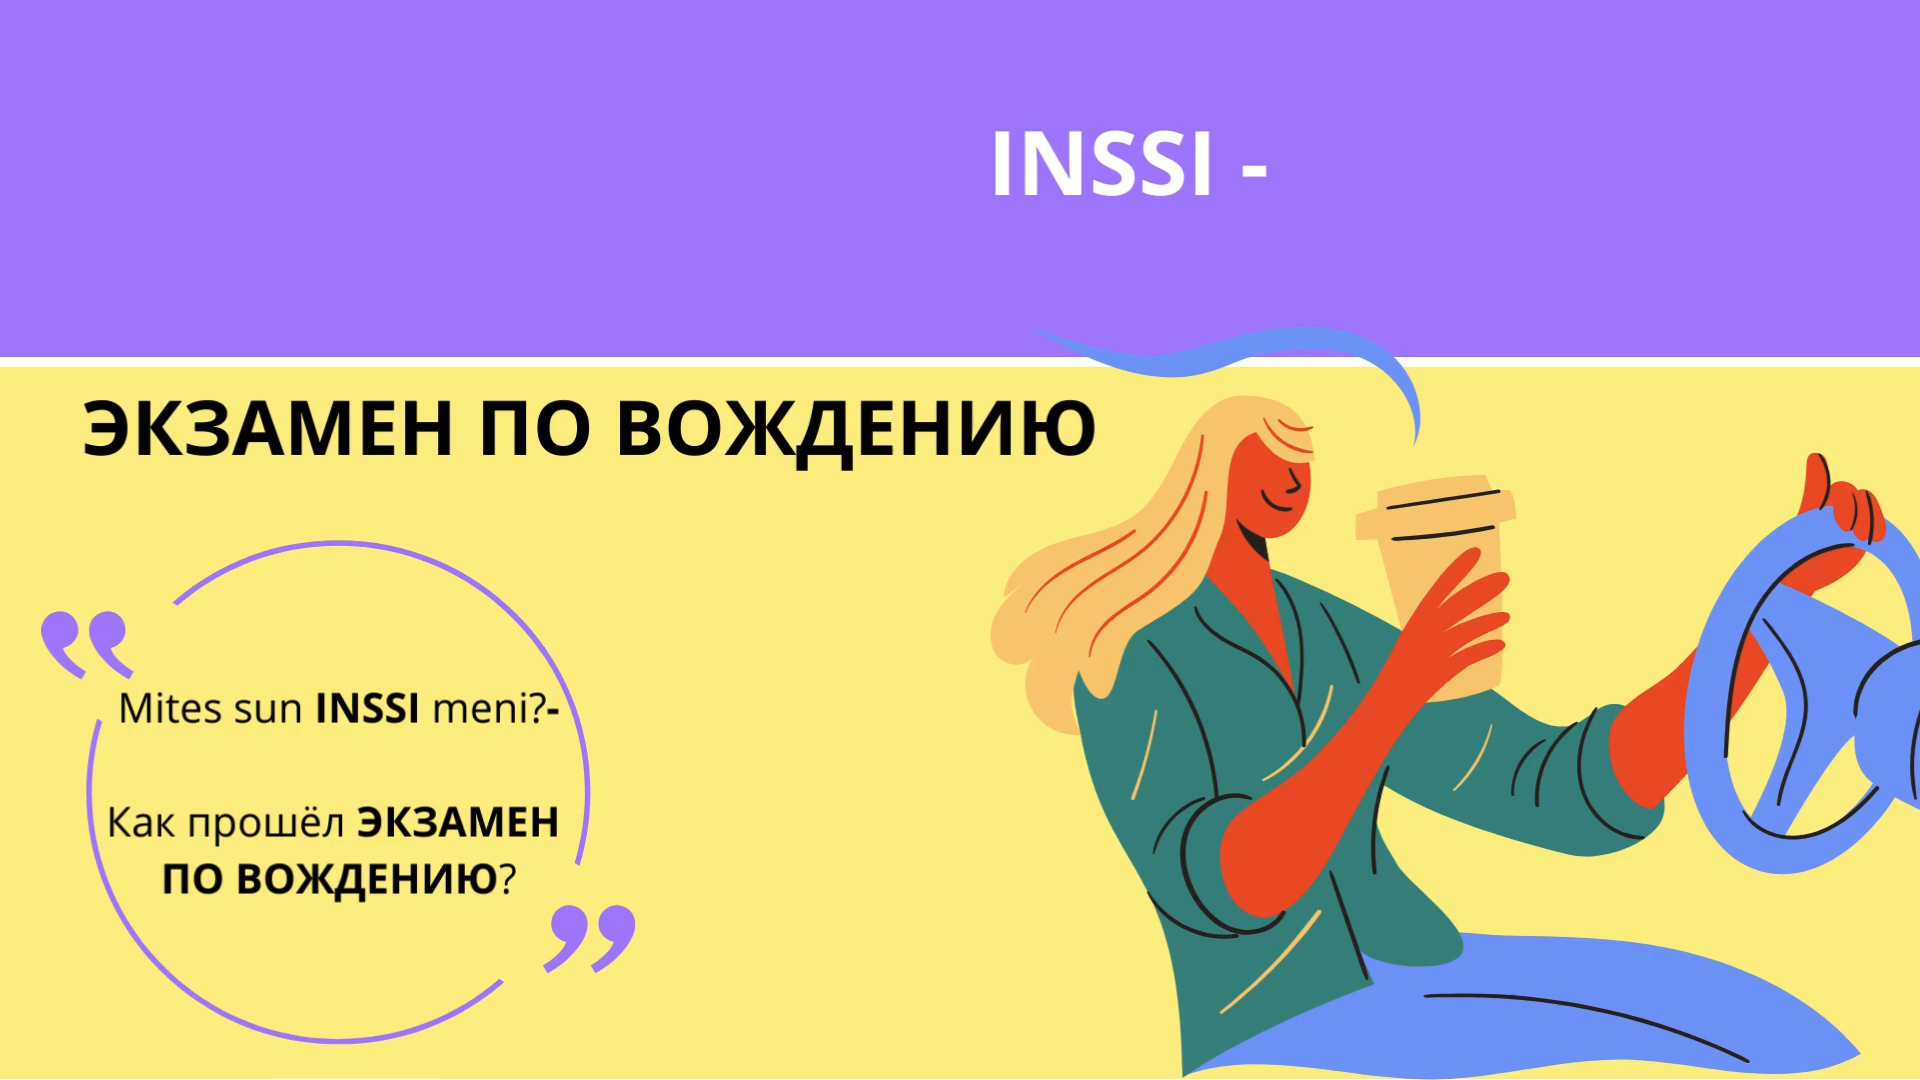 INSSI -
ЭКЗАМЕН ПО ВОЖДЕНИЮ
Mites sun INSSI meni?-
Как прошёл ЭКЗАМЕН
ПО ВОЖДЕНИЮ?